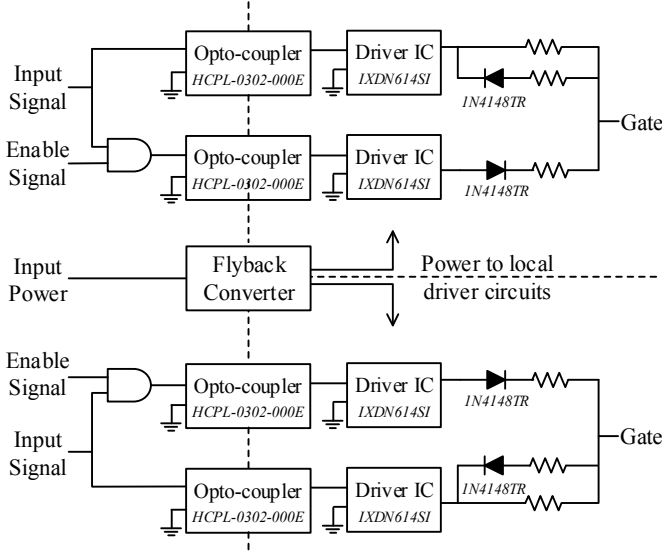 Input
Signal
Opto-coupler
HCPL-0302-000E
Driver IC
IXDN614SI
1N4148TR
Gate
Enable
Signal
Opto-coupler
HCPL-0302-000E
Driver IC
IXDN614SI
1N4148TR
Input
Power
Flyback
Converter
Power to local
driver circuits
Enable
Signal
Opto-coupler
HCPL-0302-000E
Driver IC
IXDN614SI
1N4148TR
Gate
Input
Signal
Opto-coupler
HCPL-0302-000E
Driver IC
IXDN614SI
1N4148TR